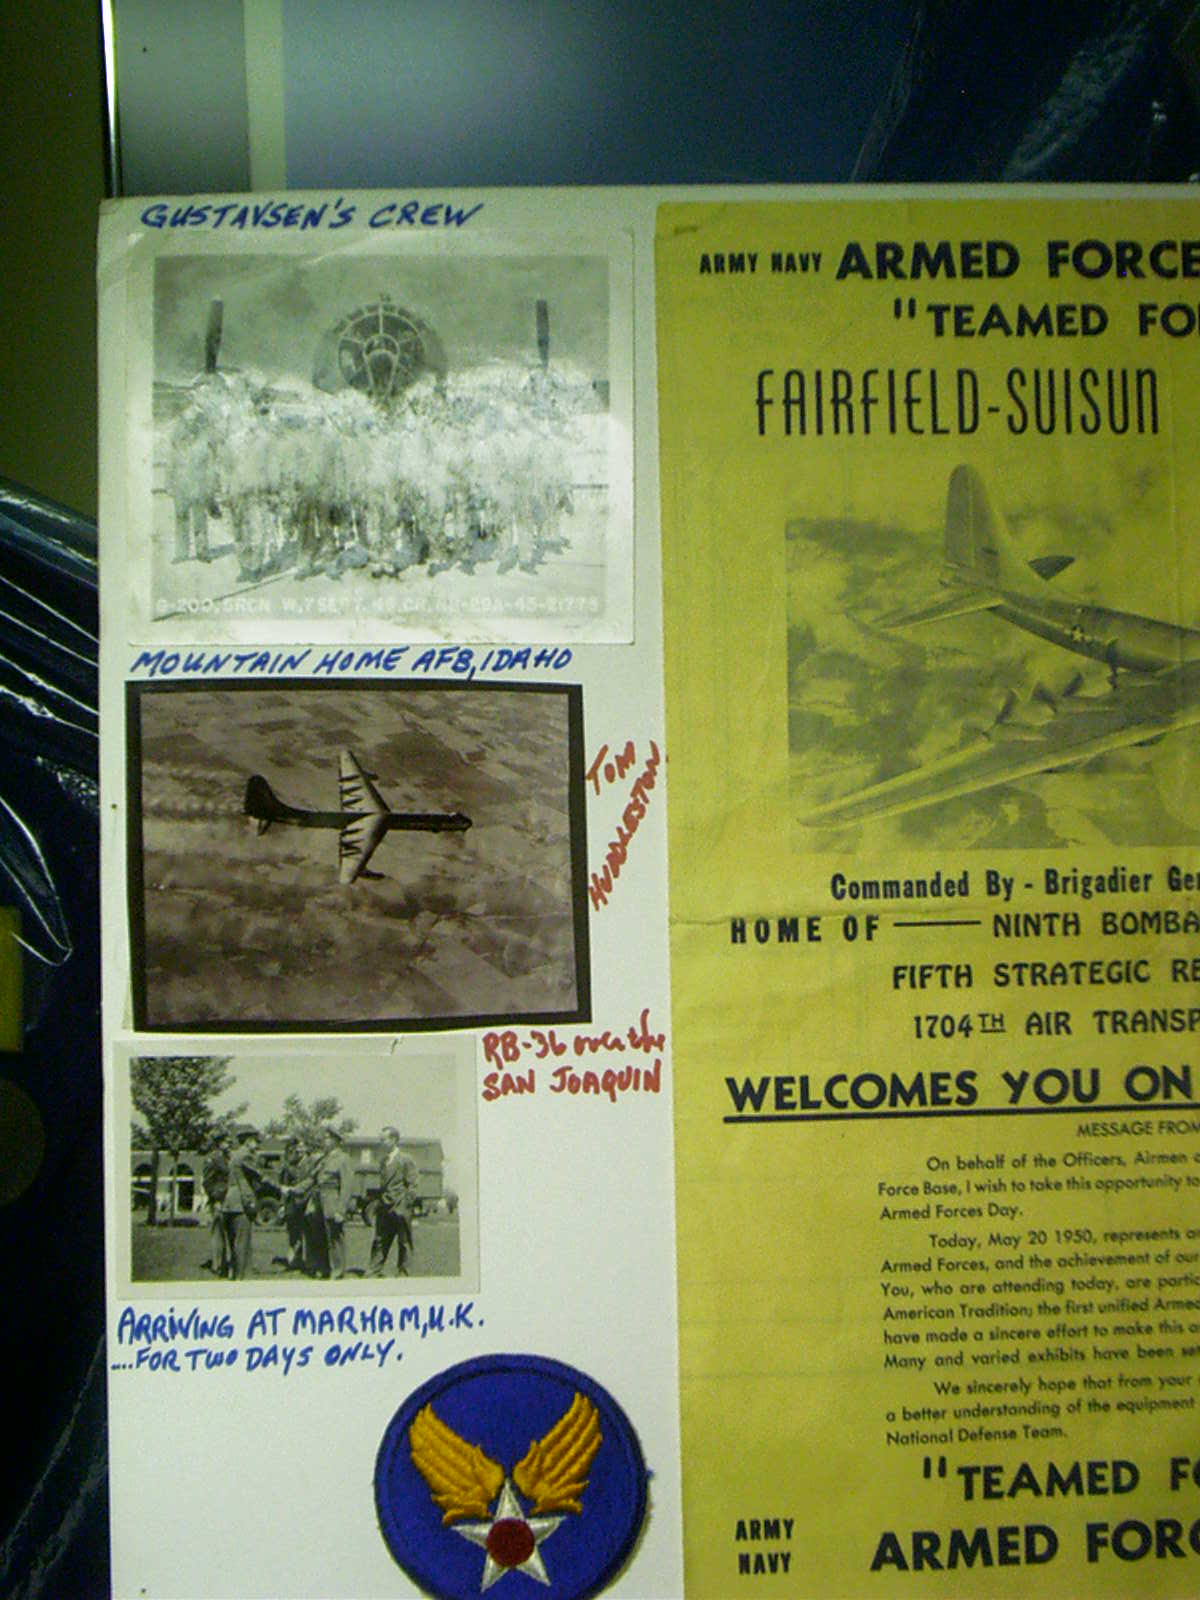 GUSTAVSEN'S CREW
MOUNTAIN HOME AFB, IDAHO
TOM
HUDDLESTON
RB-36 over the
SAN JOAQUIN
ARRIVING AT MARHAM, U.K.
....FOR TWO DAYS ONLY.
ARMY NAVY ARMED FORCE
"TEAMED FO
FAIRFIELD-SUISUN
Commanded By - Brigadier Ge
HOME OF — NINTH BOMBA
FIFTH STRATEGIC RE
1704TH AIR TRANSP
WELCOMES YOU ON
MESSAGE FROM
On behalf of the Officers, Airmen
Force Base, I wish to take this opportunity to
Armed Forces Day.
Today, May 20 1950, represents
Armed Forces, and the achievement of our
You, who are attending today, are partic
American Tradition; the first unified Armed
have made a sincere effort to make this
Many and varied exhibits have been set
We sincerely hope that from your
a better understanding of the equipment
National Defense Team.
"TEAMED F
ARMY
NAVY ARMED FORC